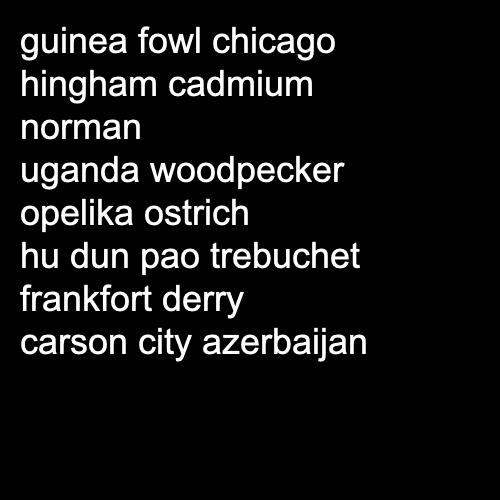 guinea fowl chicago
hingham cadmium
norman
uganda woodpecker
opelika ostrich
hu dun pao trebuchet
frankfort derry
carson city azerbaijan